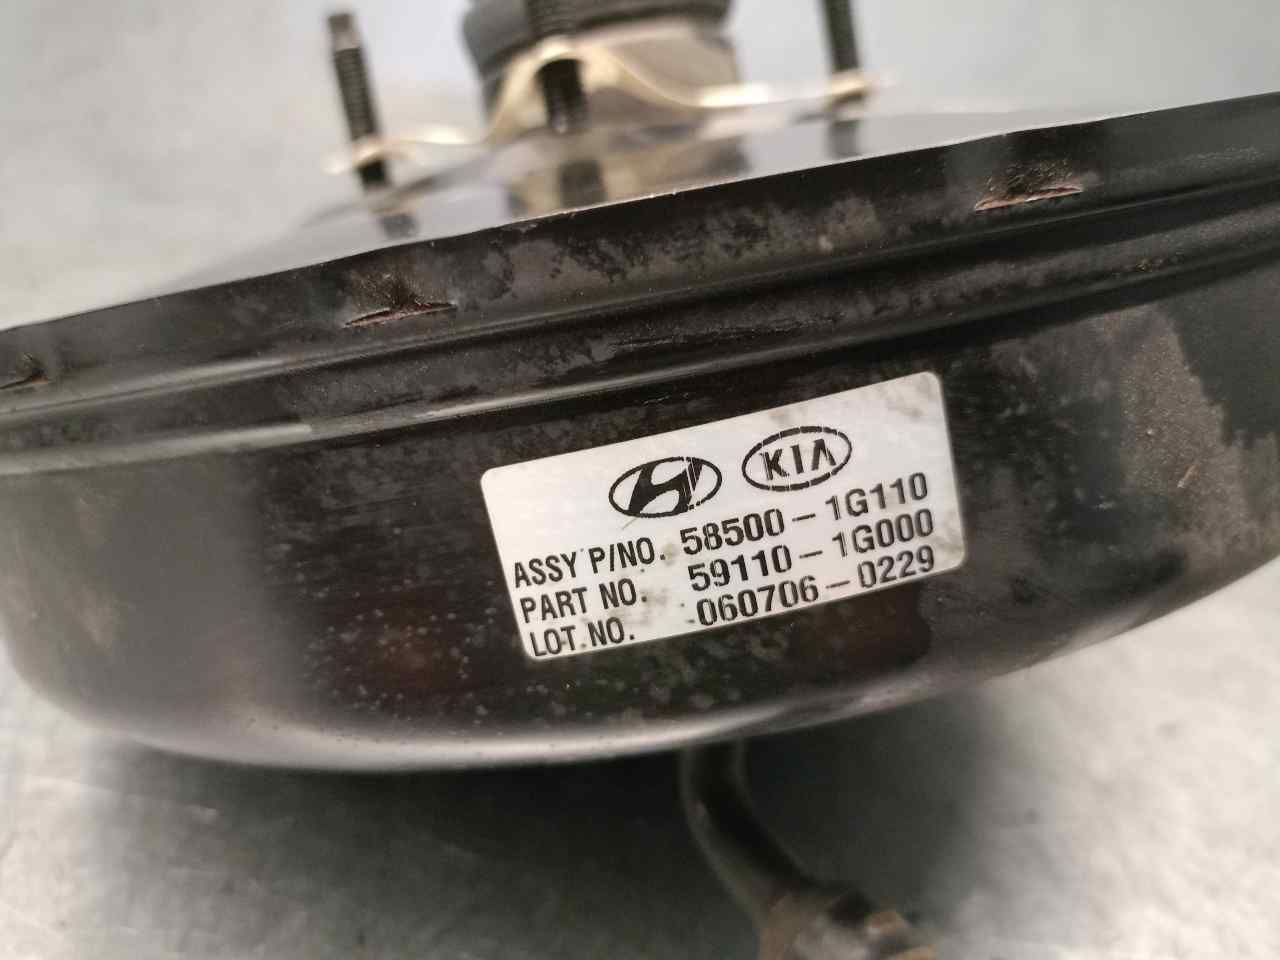 KIA
ASSY P/NO. 58500-1G110
PART NO. 59110-1G000
LOT.NO. 060706-0229